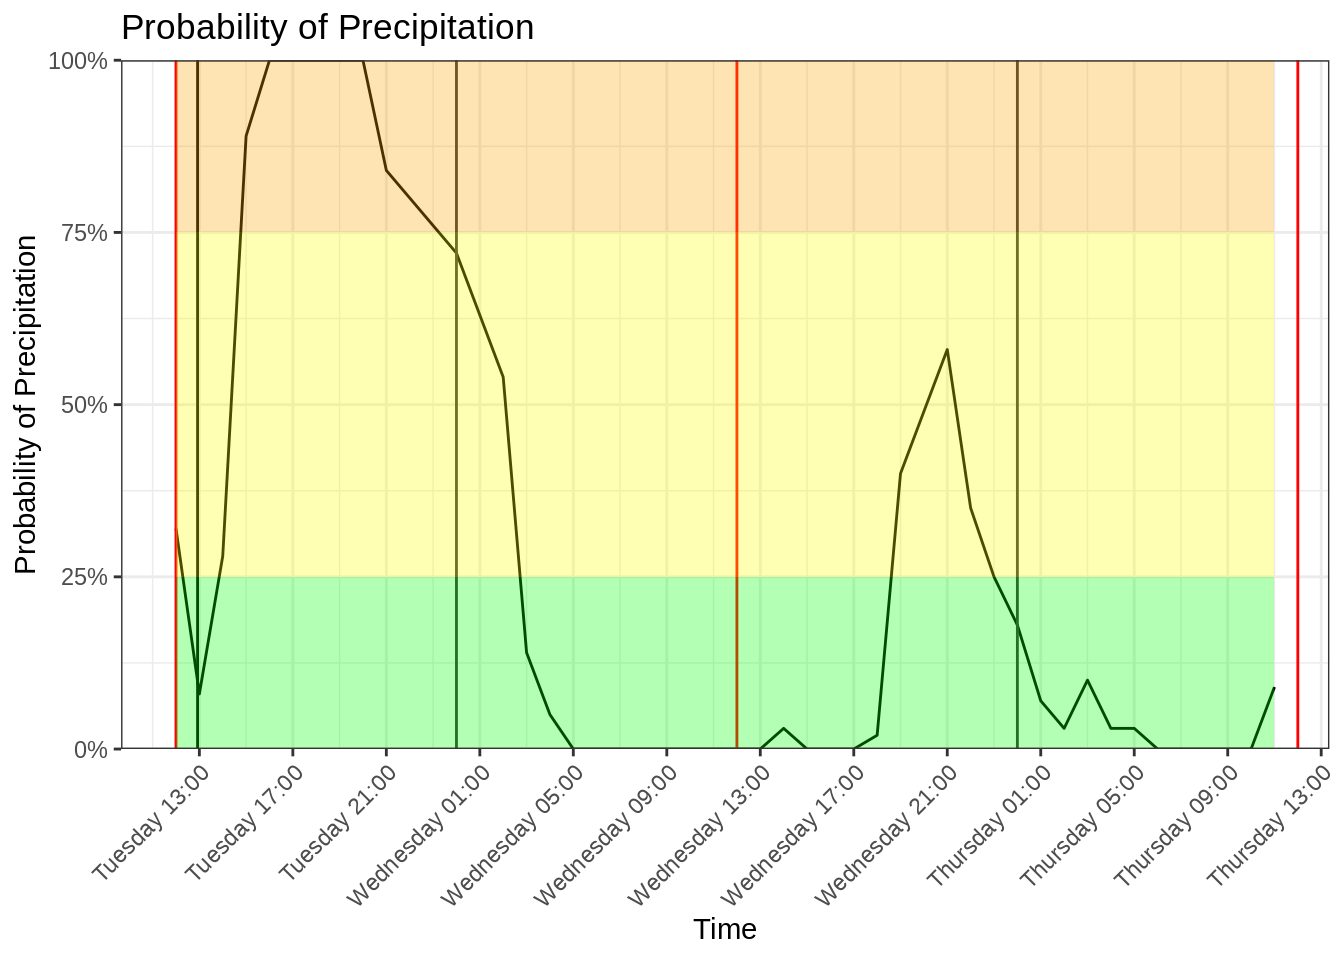 Probability of Precipitation
Probability of Precipitation
100%
75%
50%
25%
0%
Tuesday 13:00
Tuesday 17:00
Tuesday 21:00
Wednesday 01:00
Wednesday 05:00
Wednesday 09:00
Wednesday 13:00
Wednesday 17:00
Wednesday 21:00
Thursday 01:00
Thursday 05:00
Thursday 09:00
Thursday 13:00
Time